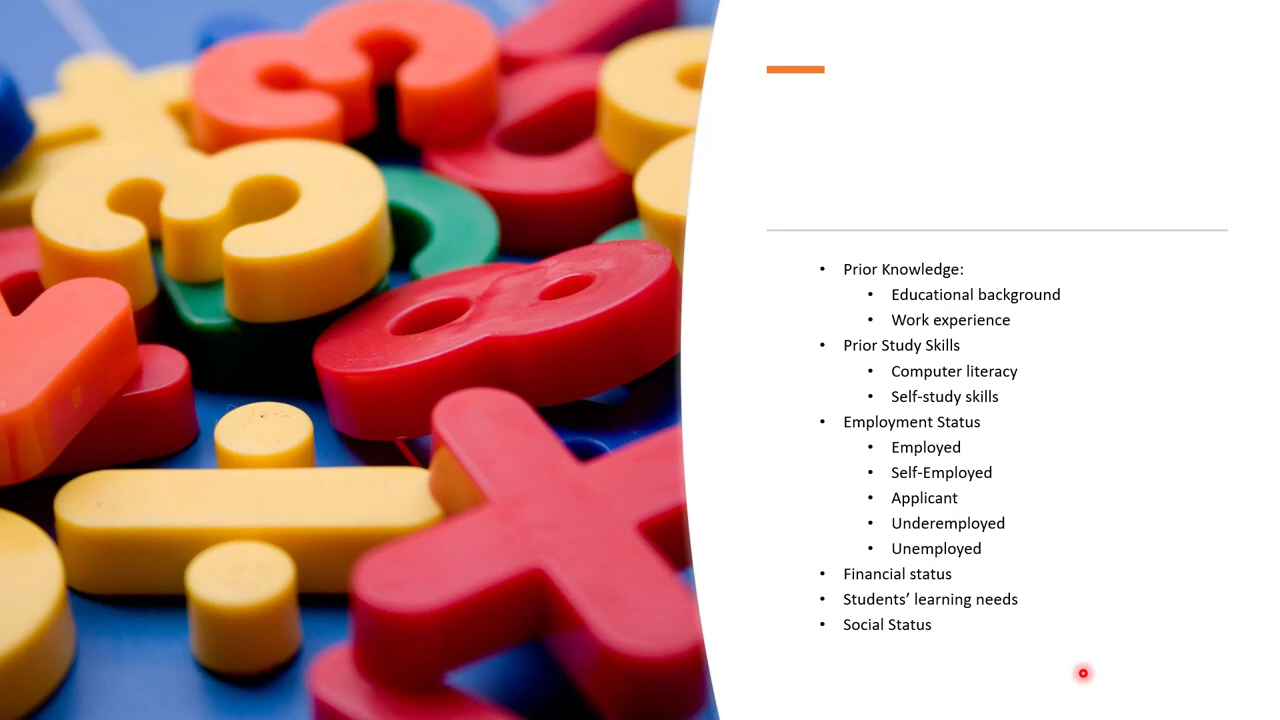 • Prior Knowledge:
• Educational background
• Work experience
• Prior Study Skills
• Computer literacy
• Self-study skills
• Employment Status
• Employed
• Self-Employed
• Applicant
• Underemployed
• Unemployed
• Financial status
• Students’ learning needs
• Social Status